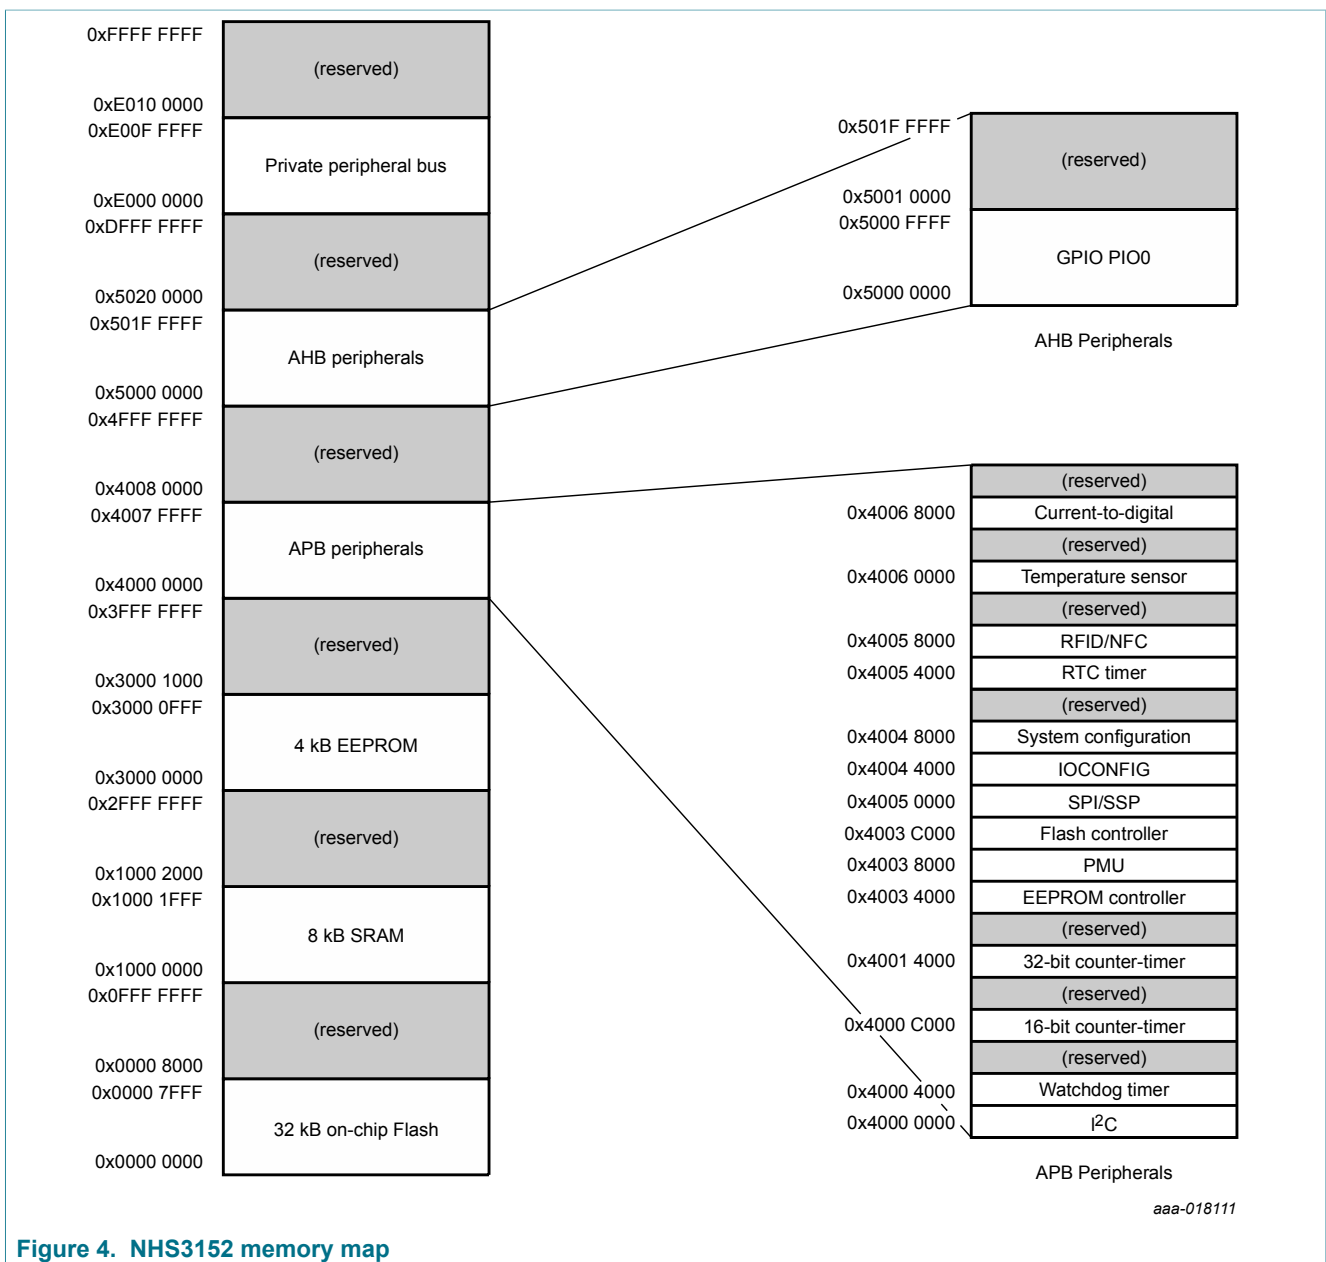 0xFFFF FFFF
(reserved)
0xE010 0000
0xE00F FFFF
Private peripheral bus
0xE000 0000
0xDFFF FFFF
(reserved)
0x5020 0000
0x501F FFFF
AHB peripherals
0x5000 0000
0x4FFF FFFF
(reserved)
0x4008 0000
0x4007 FFFF
APB peripherals
0x4000 0000
0x3FFF FFFF
(reserved)
0x3000 1000
0x3000 0FFF
4 kB EEPROM
0x3000 0000
0x2FFF FFFF
(reserved)
0x1000 2000
0x1000 1FFF
8 kB SRAM
0x1000 0000
0x0FFF FFFF
(reserved)
0x0000 8000
0x0000 7FFF
32 kB on-chip Flash
0x0000 0000
0x501F FFFF
(reserved)
0x5001 0000
0x5000 FFFF
GPIO PIO0
0x5000 0000
AHB Peripherals
(reserved)
0x4006 8000 Current-to-digital
(reserved)
0x4006 0000 Temperature sensor
(reserved)
0x4005 8000 RFID/NFC
0x4005 4000 RTC timer
(reserved)
0x4004 8000 System configuration
0x4004 4000 IOCONFIG
0x4005 0000 SPI/SSP
0x4003 C000 Flash controller
0x4003 8000 PMU
0x4003 4000 EEPROM controller
(reserved)
0x4001 4000 32-bit counter-timer
(reserved)
0x4000 C000 16-bit counter-timer
(reserved)
0x4000 4000 Watchdog timer
0x4000 0000 I²C
APB Peripherals
aaa-018111
Figure 4. NHS3152 memory map